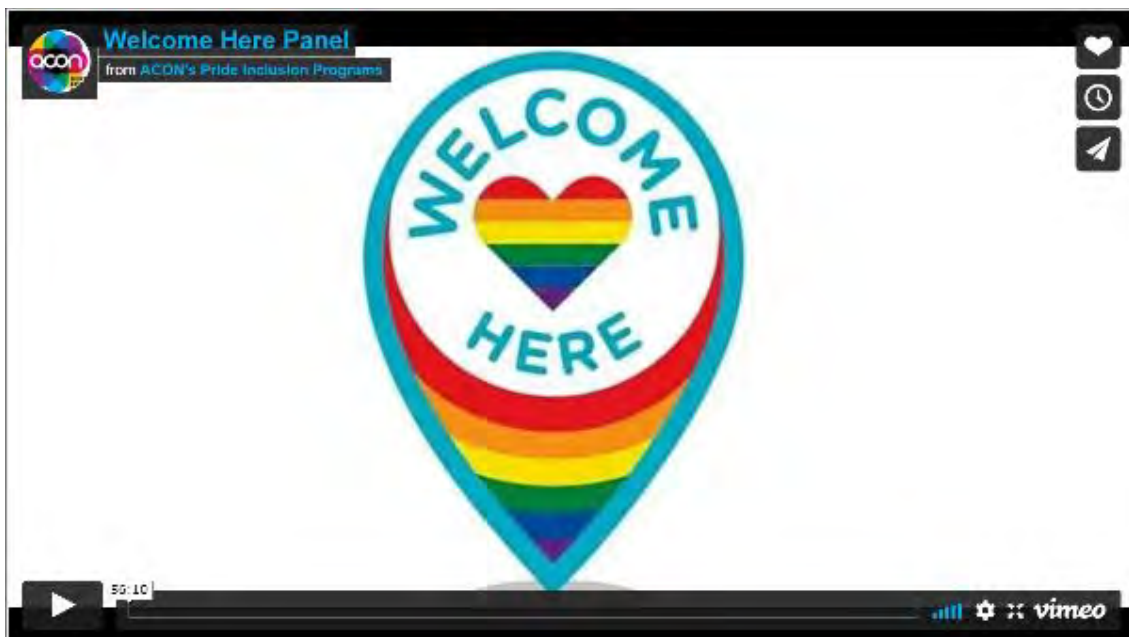 Welcome Here Panel
acon
from ACON's Pride Inclusion Programs
WELCOME
HERE
56:10
vimeo